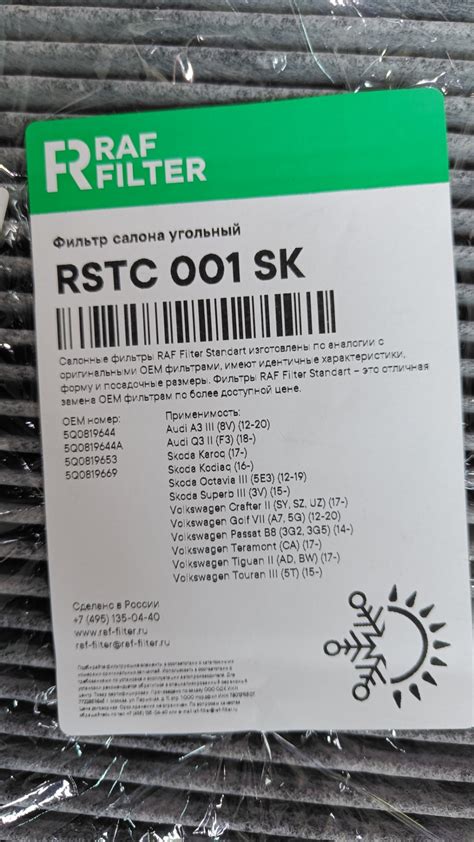 RAF
FILTER
Фильтр салона угольный
RSTC 001 SK
Салонные фильтры RAF Filter Standart изготовлены по аналогии с
оригинальными OEM фильтрами, имеют идентичные характеристики,
форму и посадочные размеры. Фильтры RAF Filter Standart – это отличная
замена OEM фильтрам по более доступной цене.
OEM номер:
5Q0819644
5Q0819644A
5Q0819653
5Q0819669
Применимость:
Audi A3 III (8V) (12-20)
Audi Q3 II (F3) (18-)
Skoda Karoq (17-)
Skoda Kodiaq (16-)
Skoda Octavia III (5E3) (12-19)
Skoda Superb III (3V) (15-)
Volkswagen Crafter II (SY, SZ, UZ) (17-)
Volkswagen Golf VII (A7, 5G) (12-20)
Volkswagen Passat B8 (3G2, 3G5) (14-)
Volkswagen Teramont (CA) (17-)
Volkswagen Tiguan II (AD, BW) (17-)
Volkswagen Touran III (5T) (15-)
Сделано в России
+7 (495) 135-04-40
www.raf-filter.ru
raf-filter@raf-filter.ru